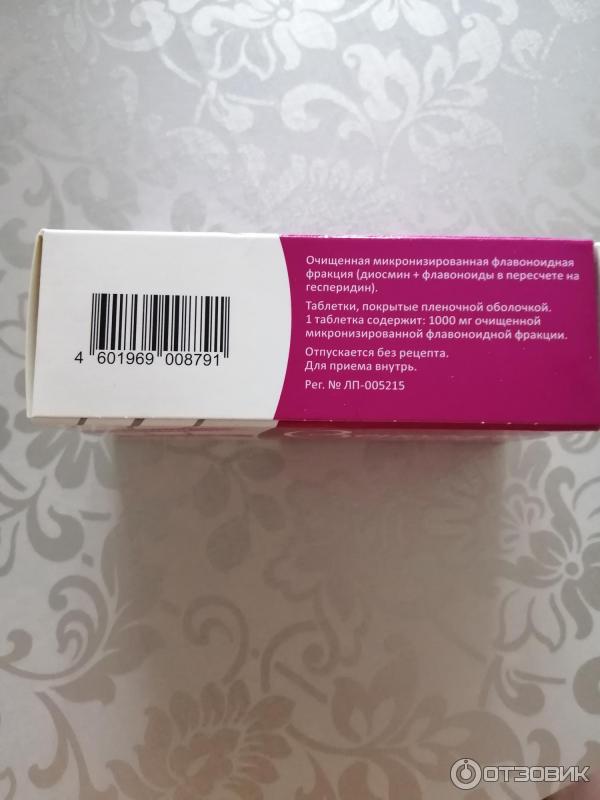 Очищенная микронизированная флавоноидная
фракция (диосмин + флавоноиды в пересчете на
гесперидин).
Таблетки, покрытые пленочной оболочкой.
1 таблетка содержит: 1000 мг очищенной
микронизированной флавоноидной фракции.
Отпускается без рецепта.
Для приема внутрь.
Рег. № ЛП-005215
4 601969 008791
ОТЗОВИК